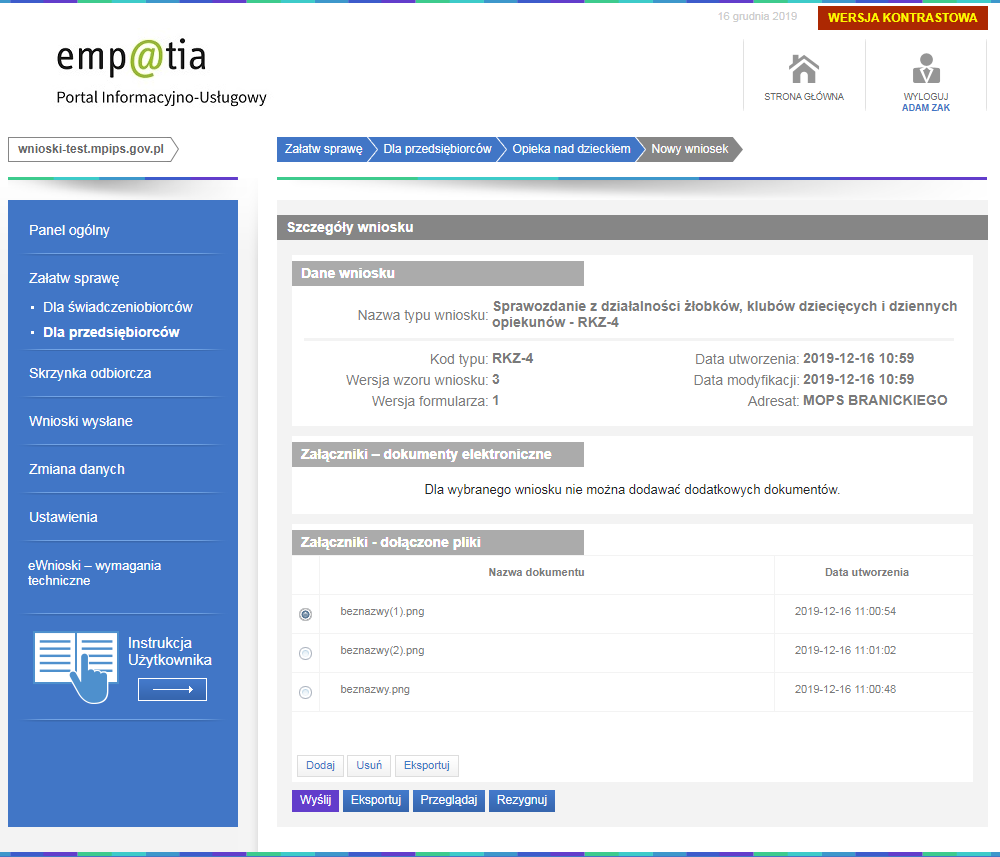 16 grudnia 2019
WERSJA KONTRASTOWA
emp@tia
Portal Informacyjno-Usługowy
STRONA GŁÓWNA
WYLOGUJ
ADAM ZAK
wnioski-test.mpips.gov.pl
Załatw sprawę
Dla przedsiębiorców
Opieka nad dzieckiem
Nowy wniosek
Panel ogólny
Załatw sprawę
Dla świadczeniobiorców
Dla przedsiębiorców
Skrzynka odbiorcza
Wnioski wysłane
Zmiana danych
Ustawienia
eWnioski – wymagania
techniczne
Instrukcja
Użytkownika
Szczegóły wniosku
Dane wniosku
Nazwa typu wniosku: Sprawozdanie z działalności żłobków, klubów dziecięcych i dziennych
opiekunów - RKZ-4
Kod typu: RKZ-4
Data utworzenia: 2019-12-16 10:59
Wersja wzoru wniosku: 3
Data modyfikacji: 2019-12-16 10:59
Wersja formularza: 1
Adresat: MOPS BRANICKIEGO
Załączniki – dokumenty elektroniczne
Dla wybranego wniosku nie można dodawać dodatkowych dokumentów.
Załączniki - dołączone pliki
Nazwa dokumentu
Data utworzenia
beznazwy(1).png
2019-12-16 11:00:54
beznazwy(2).png
2019-12-16 11:01:02
beznazwy.png
2019-12-16 11:00:48
Dodaj
Usuń
Eksportuj
Wyślij
Eksportuj
Przeglądaj
Rezygnuj